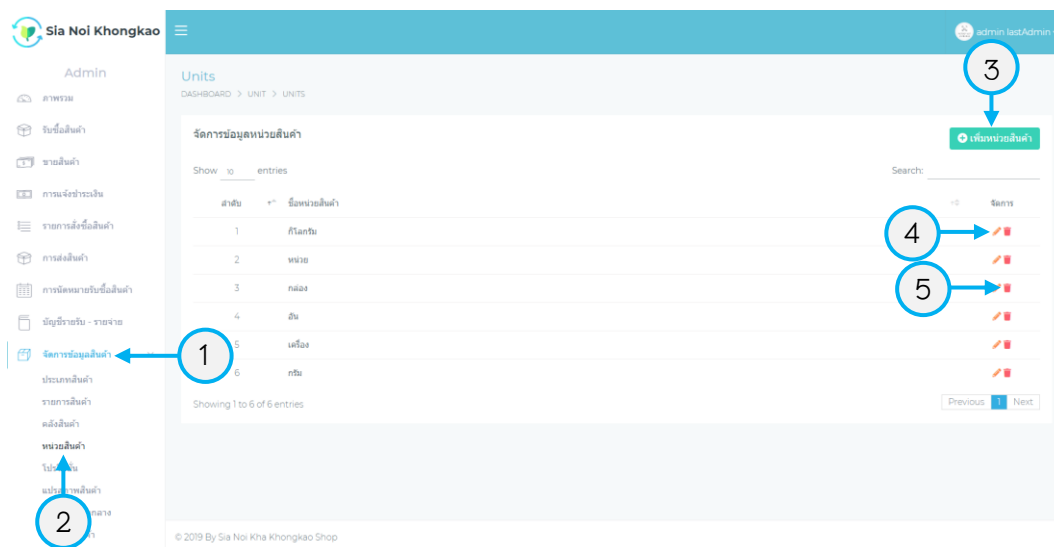 Sia Noi Khongkao
admin lastAdmin
Admin
ภาพรวม
รับซื้อสินค้า
ขายสินค้า
การแจ้งชำระเงิน
รายการสั่งซื้อสินค้า
การส่งสินค้า
การนัดหมายรับซื้อสินค้า
บัญชีรายรับ - รายจ่าย
จัดการข้อมูลสินค้า
ประเภทสินค้า
รายการสินค้า
คลังสินค้า
หน่วยสินค้า
แปรสภาพสินค้า
1
2
Units
DASHBOARD > UNIT > UNITS
3
จัดการข้อมูลหน่วยสินค้า
เพิ่มหน่วยสินค้า
Show 10 entries
Search:
ลำดับ ชื่อหน่วยสินค้า จัดการ
1 กิโลกรัม
4
2 หน่วย
3 กล่อง
5
4 อัน
5 เครื่อง
6 กรัม
Showing 1 to 6 of 6 entries
Previous 1 Next
© 2019 By Sia Noi Kha Khongkao Shop